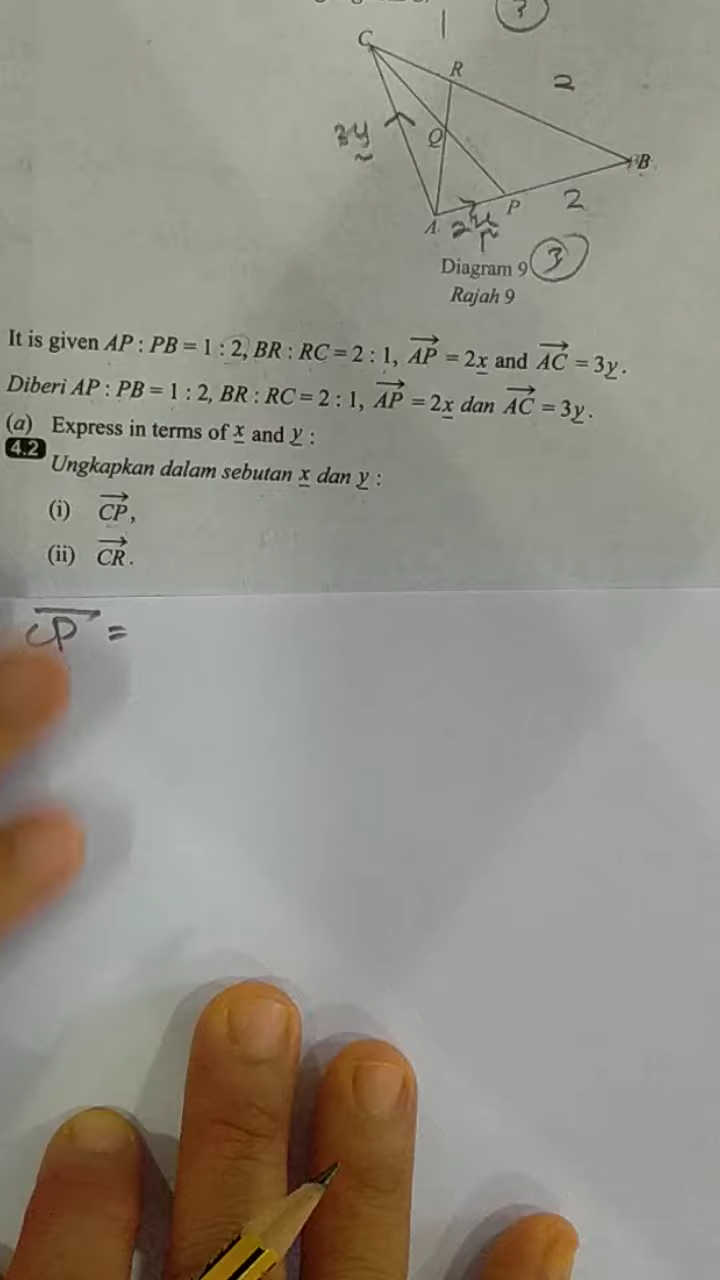 1
3
C
R
2
3y
Q
B
2
A
2x
P
Diagram 9
3
Rajah 9
It is given AP : PB = 1 : 2, BR : RC = 2 : 1, AP = 2x and AC = 3y.
Diberi AP : PB = 1 : 2, BR : RC = 2 : 1, AP = 2x dan AC = 3y.
(a) Express in terms of x and y :
4.2
Ungkapkan dalam sebutan x dan y :
(i) CP,
(ii) CR.
CP =